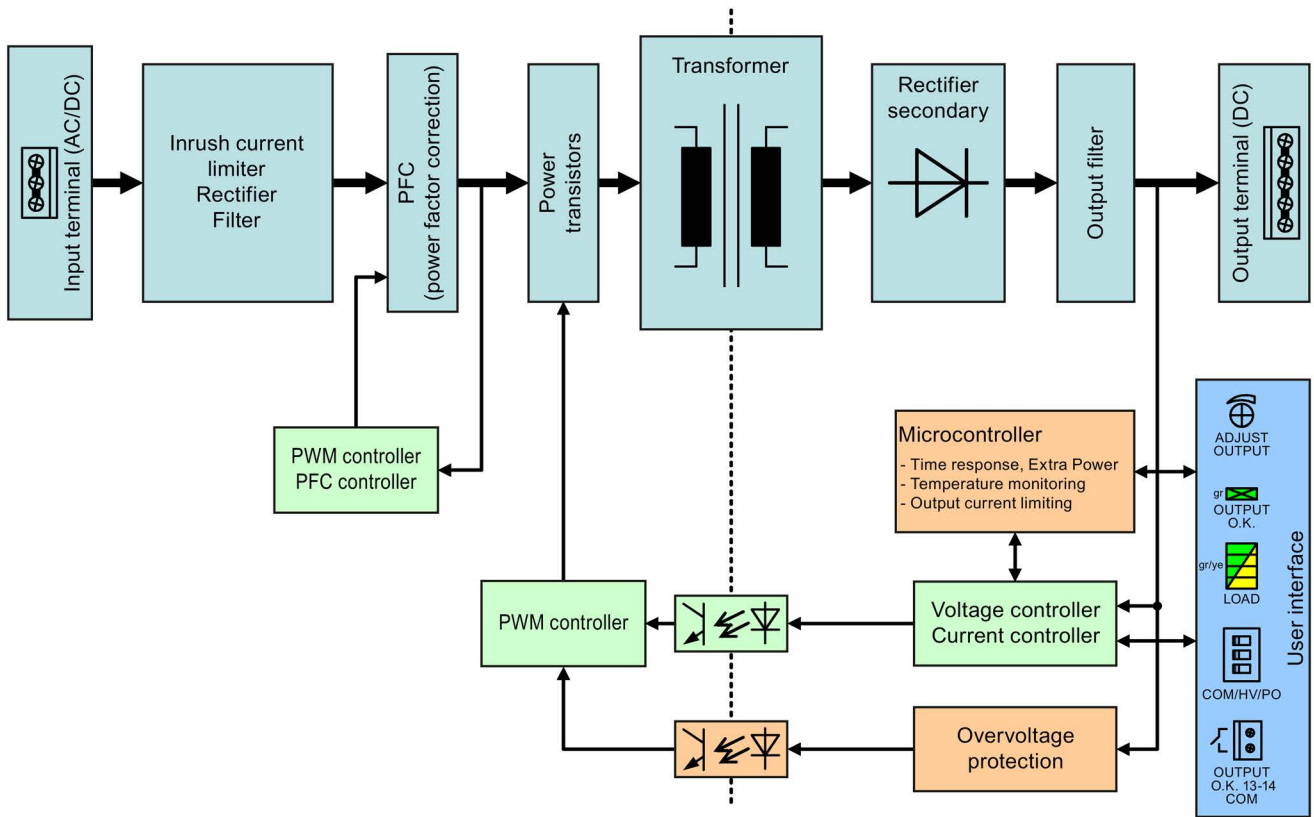 Input terminal (AC/DC)
Inrush current
limiter
Rectifier
Filter
PFC
(power factor correction)
Power
transistors
Transformer
Rectifier
secondary
Output filter
Output terminal (DC)
PWM controller
PFC controller
Microcontroller
- Time response, Extra Power
- Temperature monitoring
- Output current limiting
PWM controller
Voltage controller
Current controller
Overvoltage
protection
User interface
ADJUST
OUTPUT
gr
OUTPUT
O.K.
gr/ye
LOAD
COM/HV/PO
OUTPUT
O.K. 13-14
COM